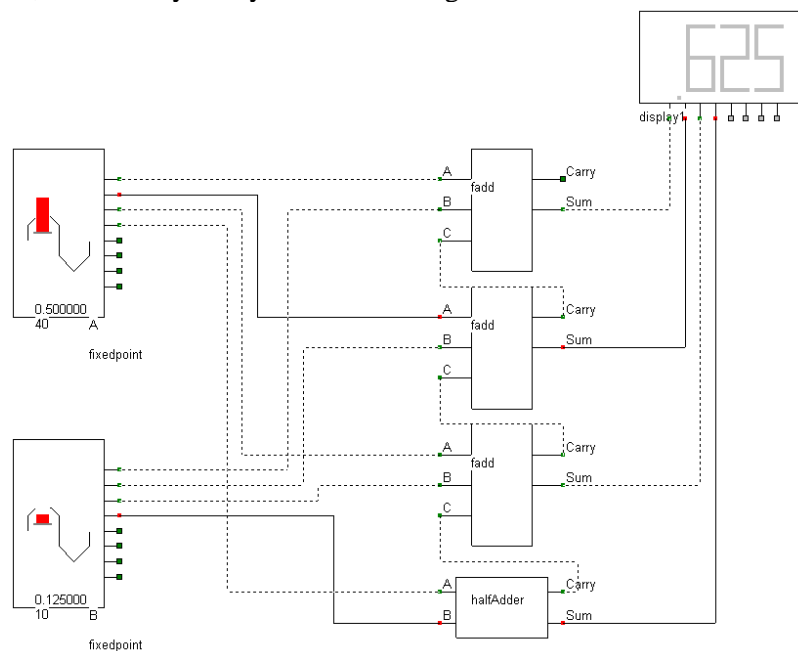 .625
display1
A
B
C
fadd
Carry
Sum
0.500000
40 A
fixedpoint
A
B
C
fadd
Carry
Sum
A
B
C
fadd
Carry
Sum
0.125000
10 B
fixedpoint
A
B
halfAdder
Carry
Sum